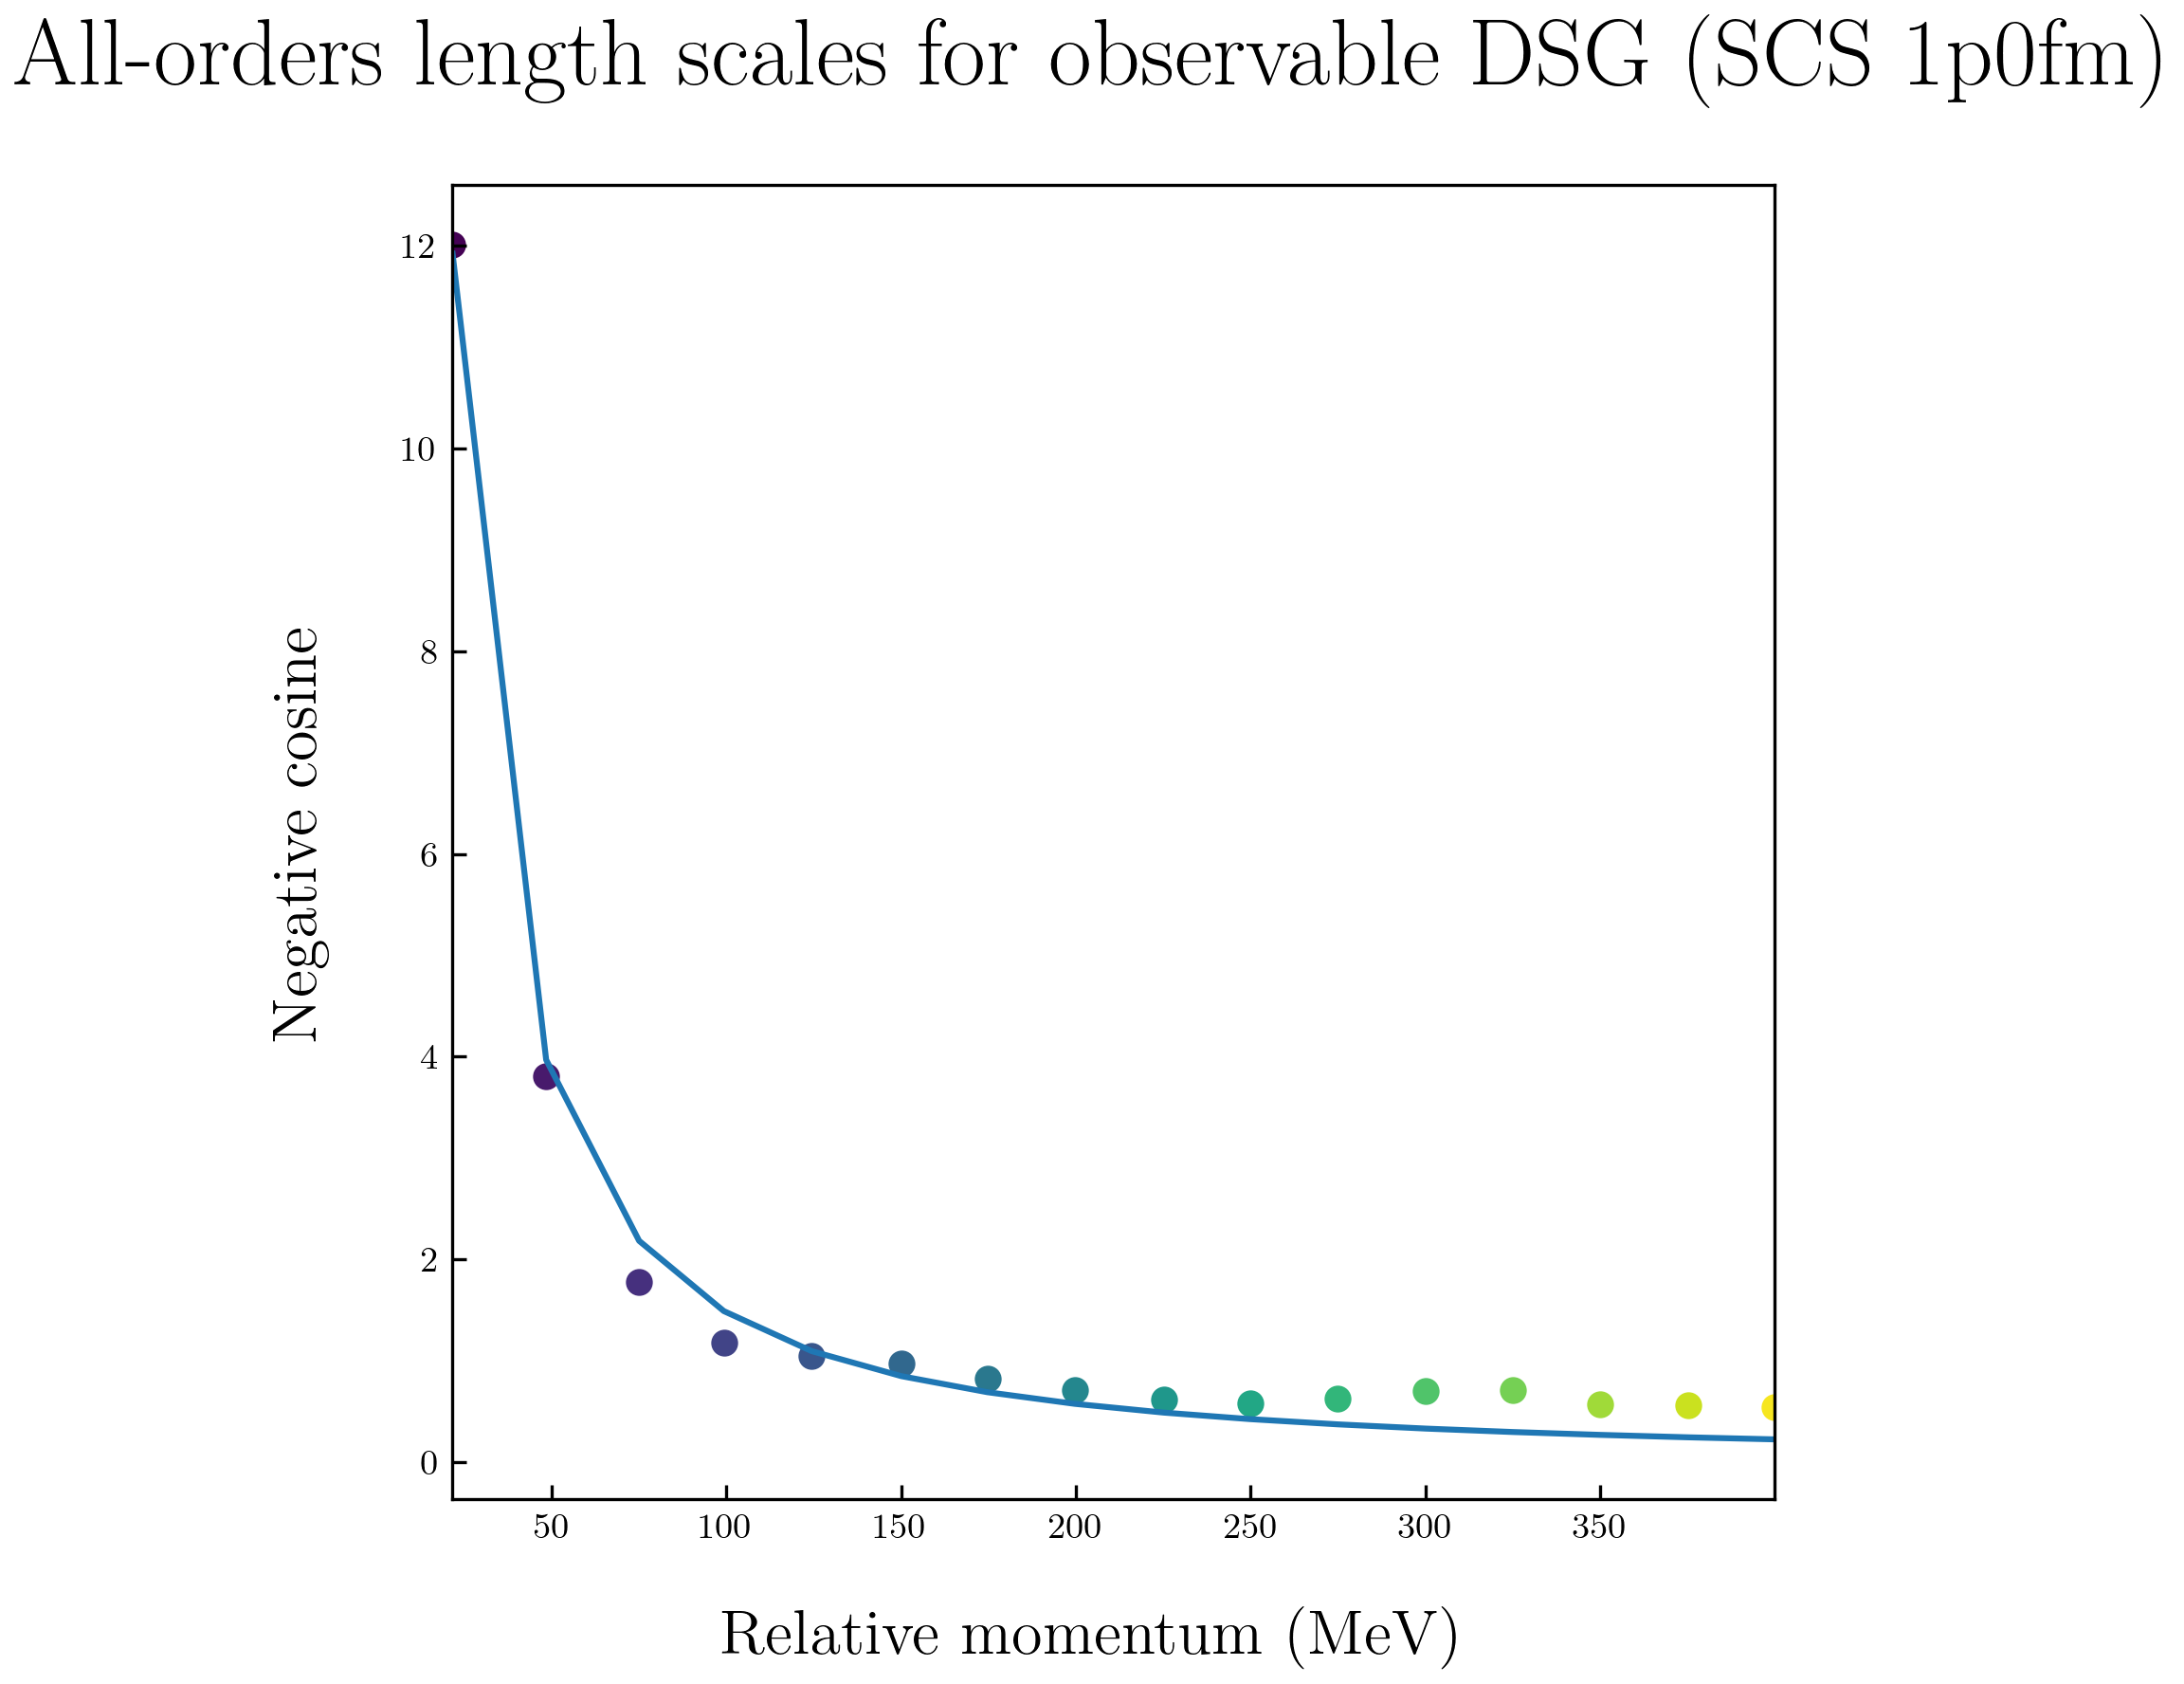 All-orders length scales for observable DSG (SCS 1p0fm)
12
10
8
6
4
2
0
Negative cosine
50 100 150 200 250 300 350
Relative momentum (MeV)